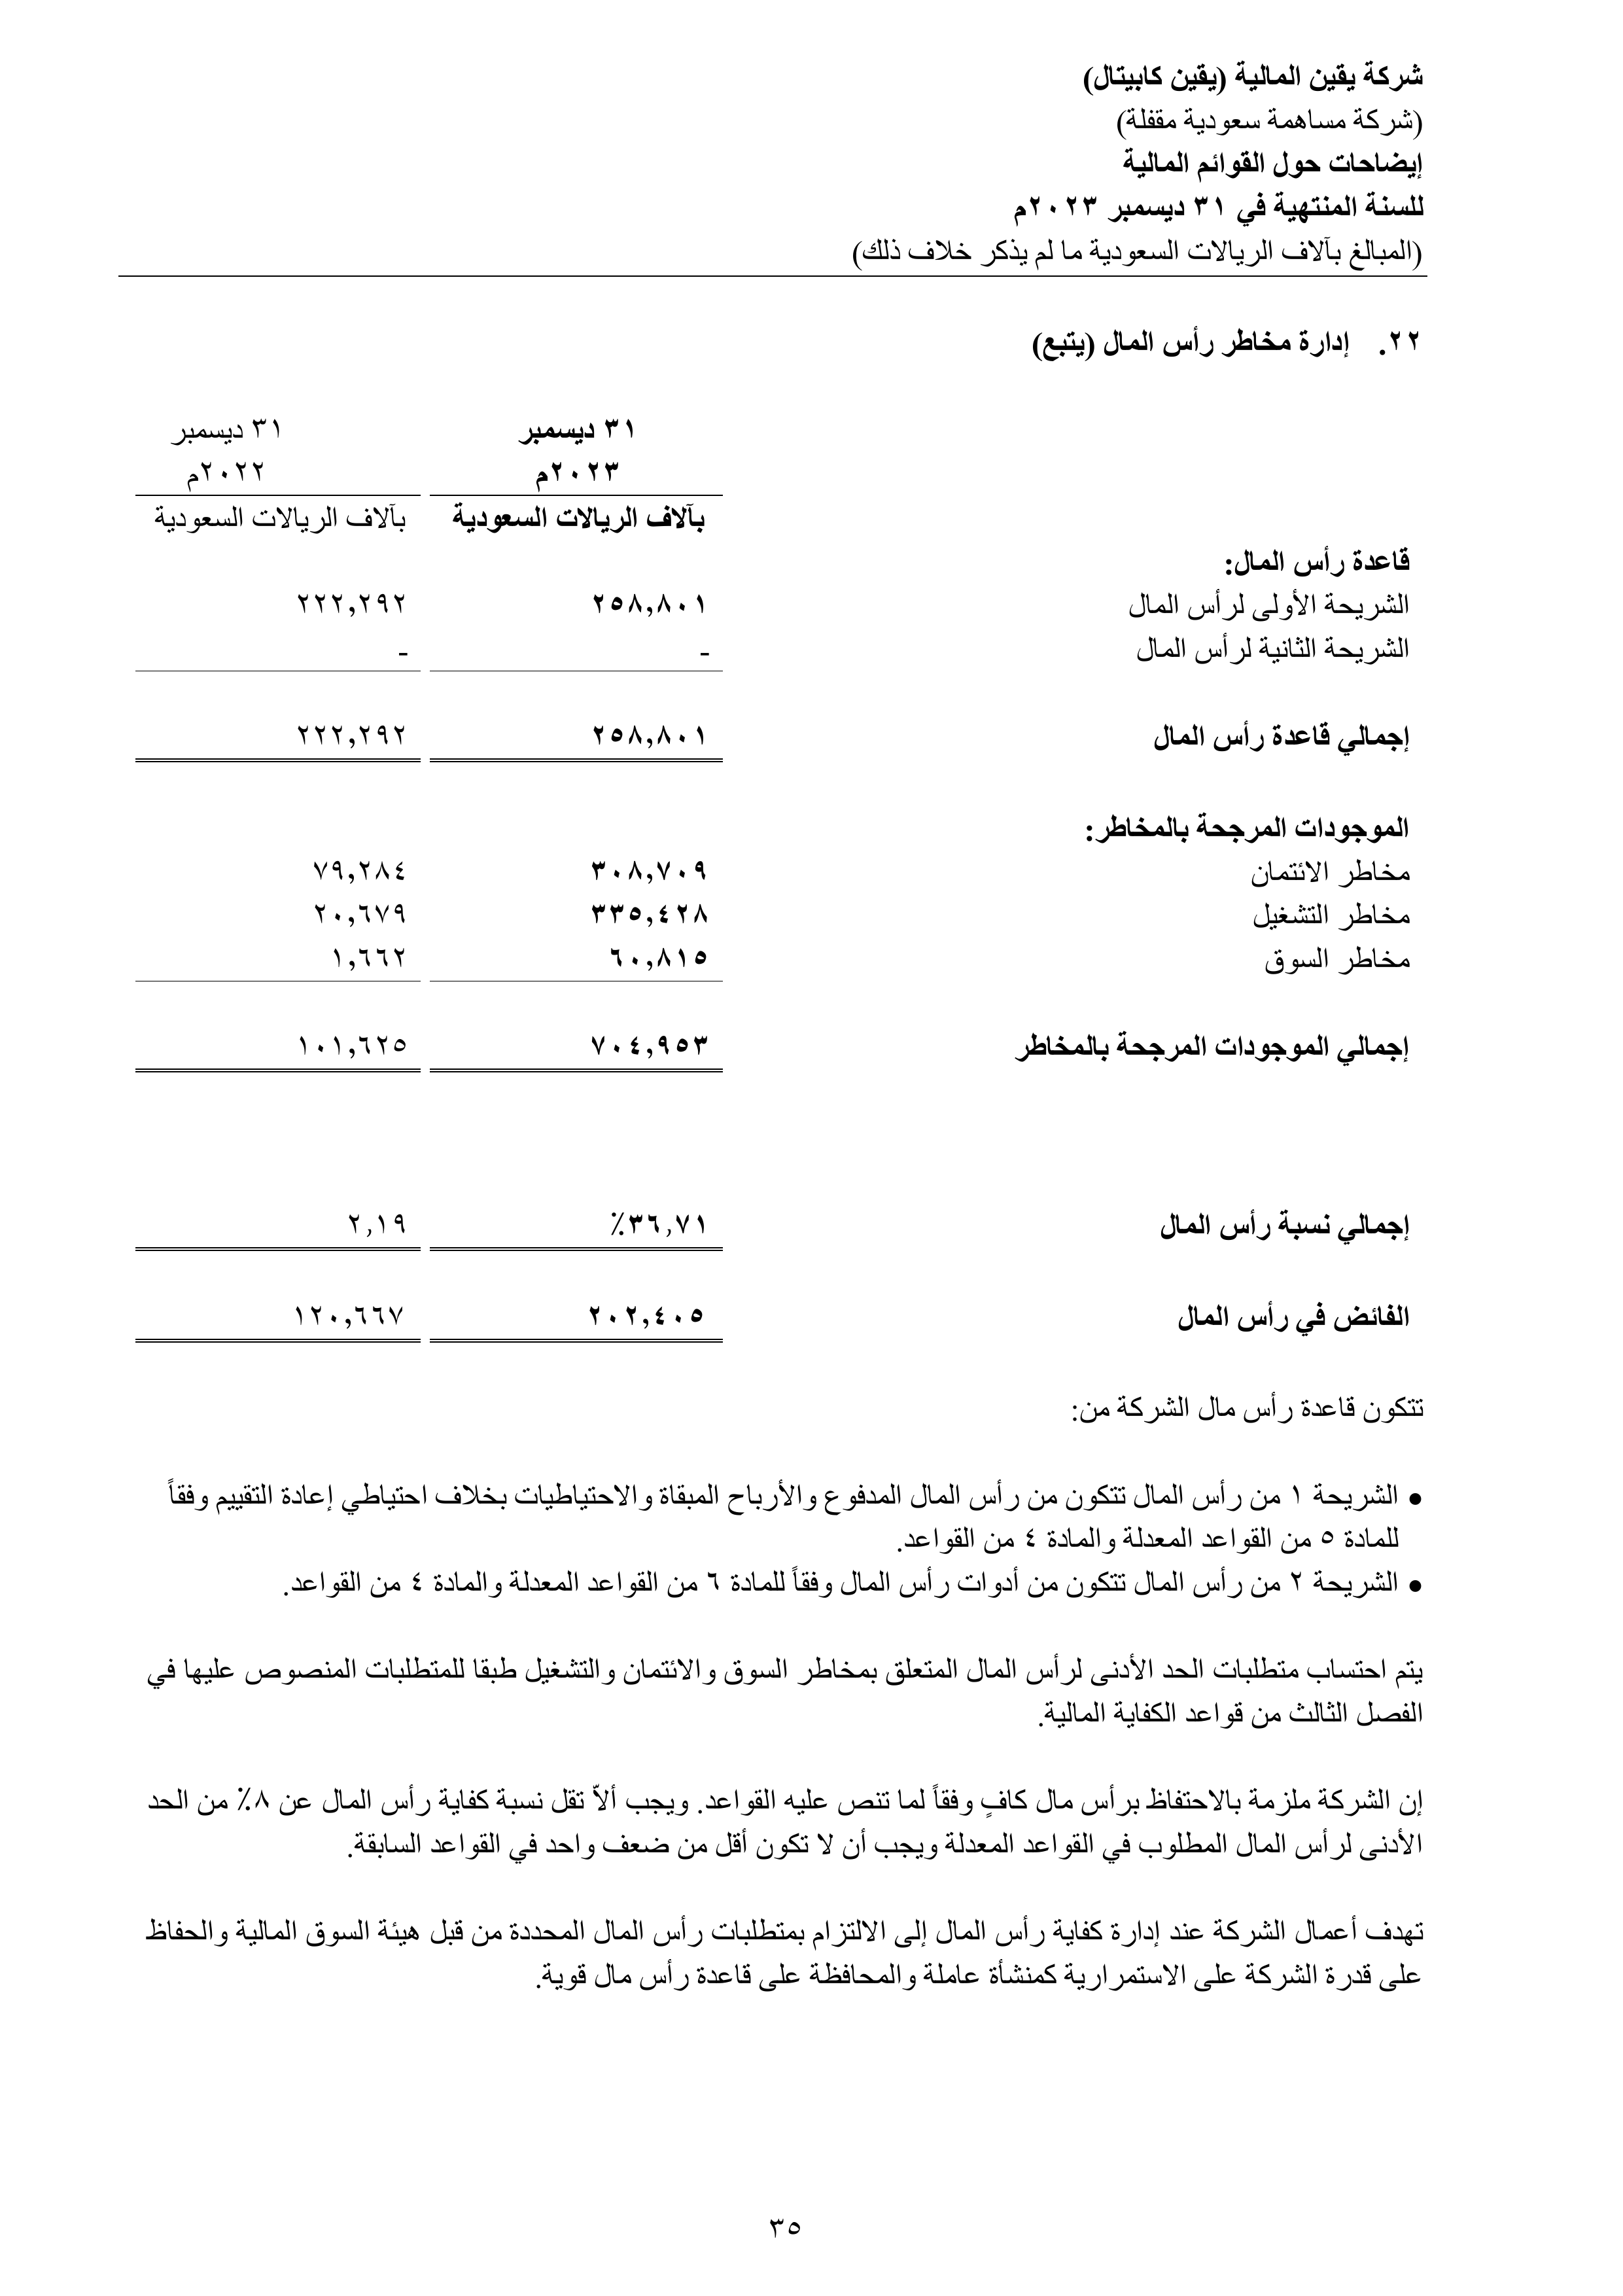 شركة يقين المالية (يقين كابيتال)
(شركة مساهمة سعودية مقفلة)
إيضاحات حول القوائم المالية
للسنة المنتهية في ٣١ ديسمبر ٢٠٢٣م
(المبالغ بآلاف الريالات السعودية ما لم يذكر خلاف ذلك)
٢٢. إدارة مخاطر رأس المال (يتبع)
٣١ ديسمبر ٣١ ديسمبر
٢٠٢٣م ٢٠٢٢م
بآلاف الريالات السعودية بآلاف الريالات السعودية
قاعدة رأس المال:
الشريحة الأولى لرأس المال ٢٥٨,٨٠١ ٢٢٢,٢٩٢
الشريحة الثانية لرأس المال - -
إجمالي قاعدة رأس المال ٢٥٨,٨٠١ ٢٢٢,٢٩٢
الموجودات المرجحة بالمخاطر:
مخاطر الائتمان ٣٠٨,٧٠٩ ٧٩,٢٨٤
مخاطر التشغيل ٣٣٥,٤٢٨ ٢٠,٦٧٩
مخاطر السوق ٦٠,٨١٥ ١,٦٦٢
إجمالي الموجودات المرجحة بالمخاطر ٧٠٤,٩٥٣ ١٠١,٦٢٥
إجمالي نسبة رأس المال ٣٦,٧١٪ ٢,١٩
الفائض في رأس المال ٢٠٢,٤٠٥ ١٢٠,٦٦٧
تتكون قاعدة رأس مال الشركة من:
• الشريحة ١ من رأس المال تتكون من رأس المال المدفوع والأرباح المبقاة والاحتياطيات بخلاف احتياطي إعادة التقييم وفقاً
للمادة ٥ من القواعد المعدلة والمادة ٤ من القواعد.
• الشريحة ٢ من رأس المال تتكون من أدوات رأس المال وفقاً للمادة ٦ من القواعد المعدلة والمادة ٤ من القواعد.
يتم احتساب متطلبات الحد الأدنى لرأس المال المتعلق بمخاطر السوق والائتمان والتشغيل طبقا للمتطلبات المنصوص عليها في
الفصل الثالث من قواعد الكفاية المالية.
إن الشركة ملزمة بالاحتفاظ برأس مال كافٍ وفقاً لما تنص عليه القواعد. ويجب ألاّ تقل نسبة كفاية رأس المال عن ٨٪ من الحد
الأدنى لرأس المال المطلوب في القواعد المعدلة ويجب أن لا تكون أقل من ضعف واحد في القواعد السابقة.
تهدف أعمال الشركة عند إدارة كفاية رأس المال إلى الالتزام بمتطلبات رأس المال المحددة من قبل هيئة السوق المالية والحفاظ
على قدرة الشركة على الاستمرارية كمنشأة عاملة والمحافظة على قاعدة رأس مال قوية.
٣٥